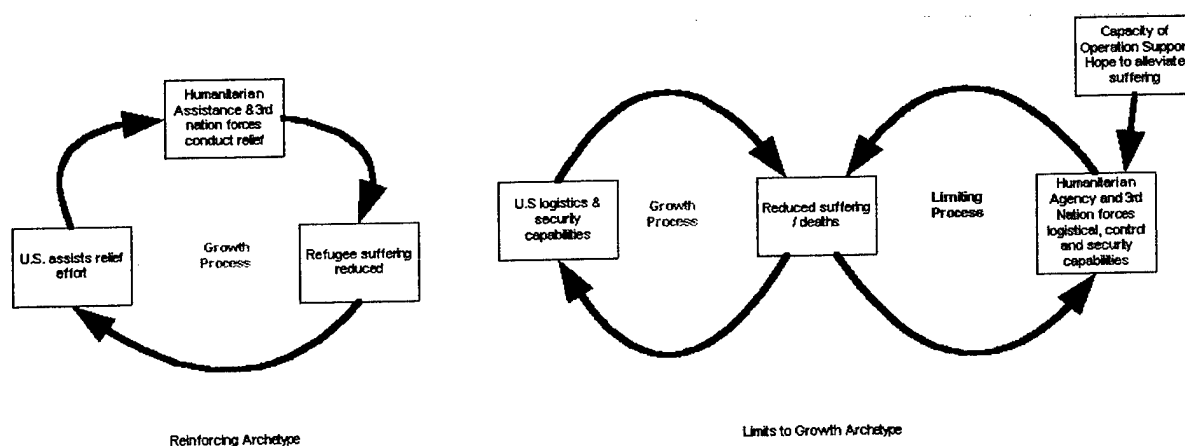 Humanitarian
Assistance & 3rd
nation forces
conduct relief
U.S. assists relief
effort
Growth
Process
Refugee suffering
reduced
Reinforcing Archetype
Capacity of
Operation Support
Hope to alleviate
suffering
U.S logistics &
security
capabilities
Growth
Process
Reduced suffering
/ deaths
Limiting
Process
Humanitarian
Agency and 3rd
Nation forces
logistical, control
and security
capabilities
Limits to Growth Archetype